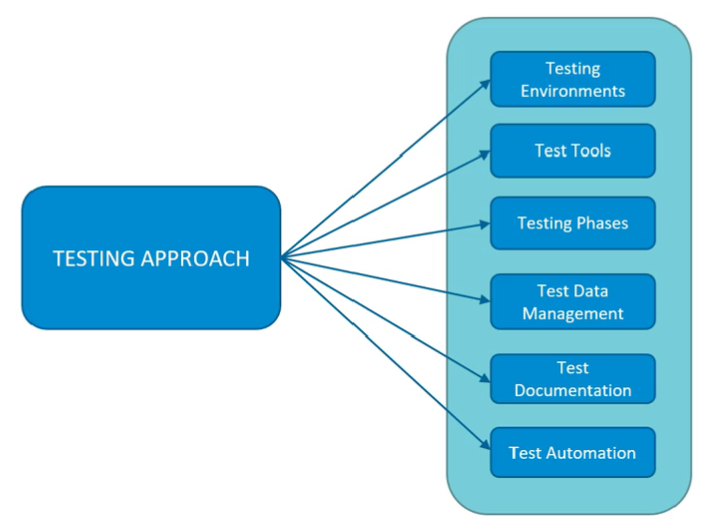 TESTING APPROACH
Testing
Environments
Test Tools
Testing Phases
Test Data
Management
Test
Documentation
Test Automation